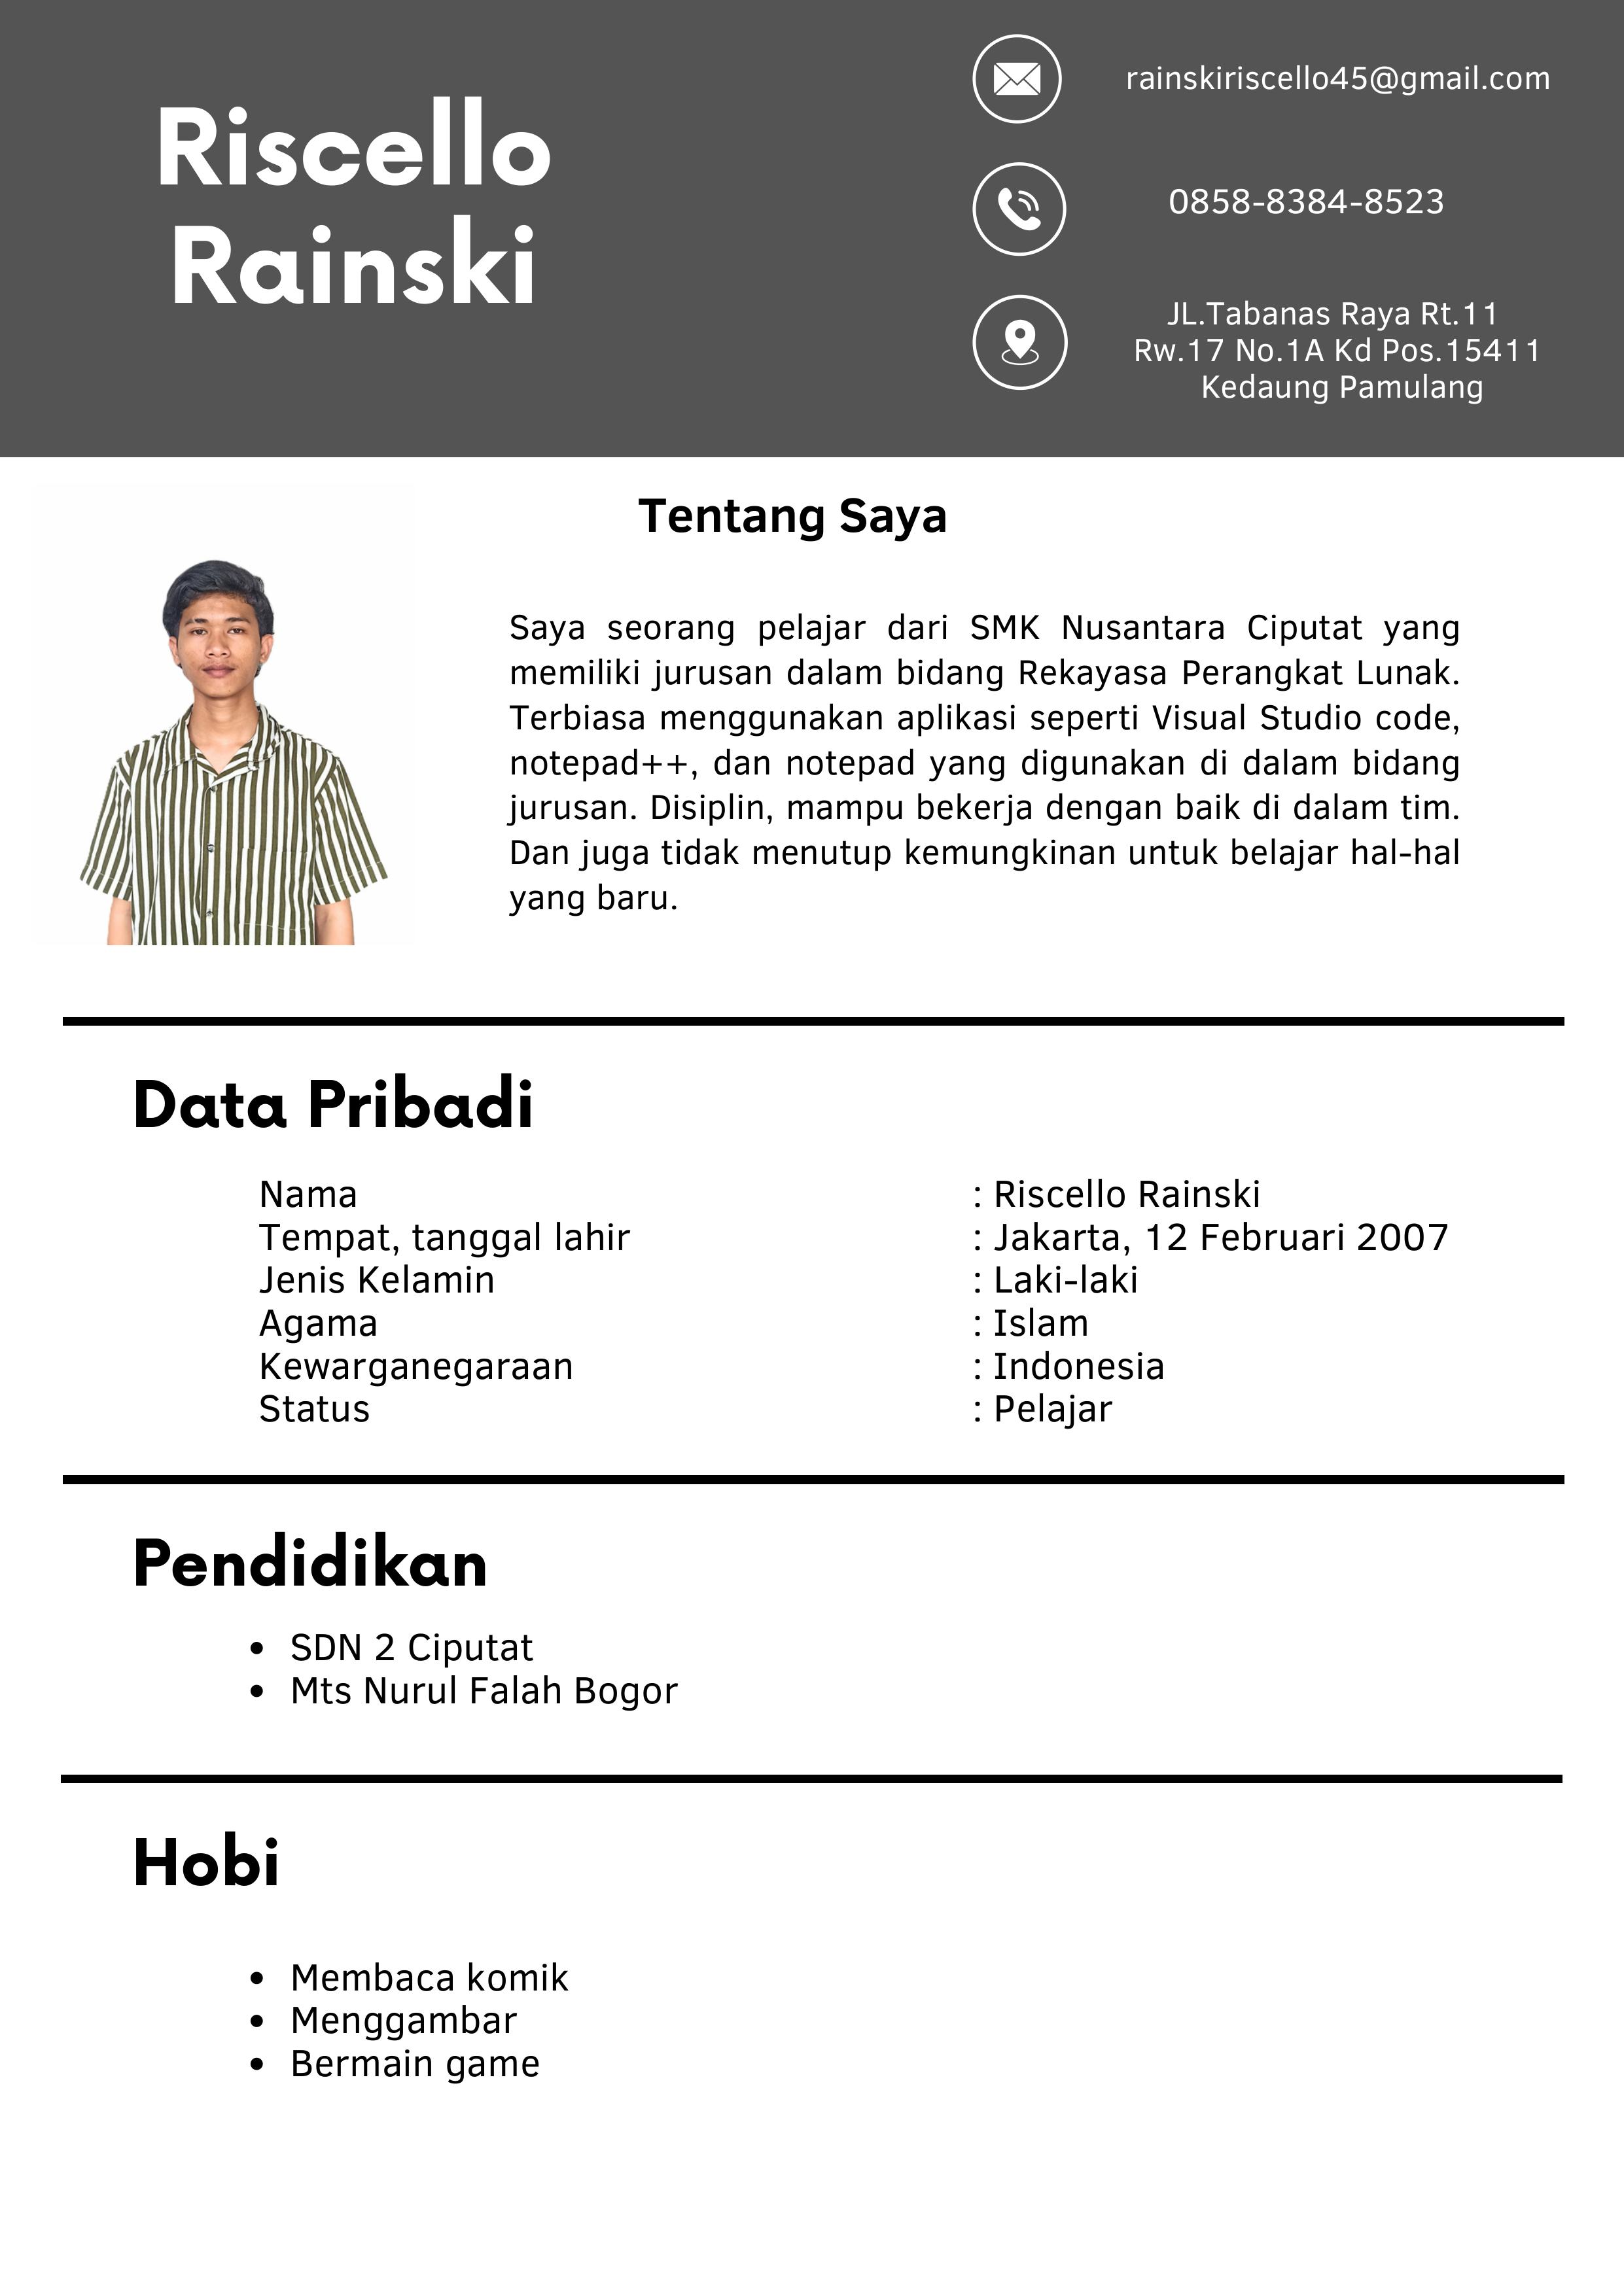 Riscello
Rainski
rainskiriscello45@gmail.com
0858-8384-8523
JL.Tabanas Raya Rt.11
Rw.17 No.1A Kd Pos.15411
Kedaung Pamulang
Tentang Saya
Saya seorang pelajar dari SMK Nusantara Ciputat yang
memiliki jurusan dalam bidang Rekayasa Perangkat Lunak.
Terbiasa menggunakan aplikasi seperti Visual Studio code,
notepad++, dan notepad yang digunakan di dalam bidang
jurusan. Disiplin, mampu bekerja dengan baik di dalam tim.
Dan juga tidak menutup kemungkinan untuk belajar hal-hal
yang baru.
Data Pribadi
Nama : Riscello Rainski
Tempat, tanggal lahir : Jakarta, 12 Februari 2007
Jenis Kelamin : Laki-laki
Agama : Islam
Kewarganegaraan : Indonesia
Status : Pelajar
Pendidikan
• SDN 2 Ciputat
• Mts Nurul Falah Bogor
Hobi
• Membaca komik
• Menggambar
• Bermain game